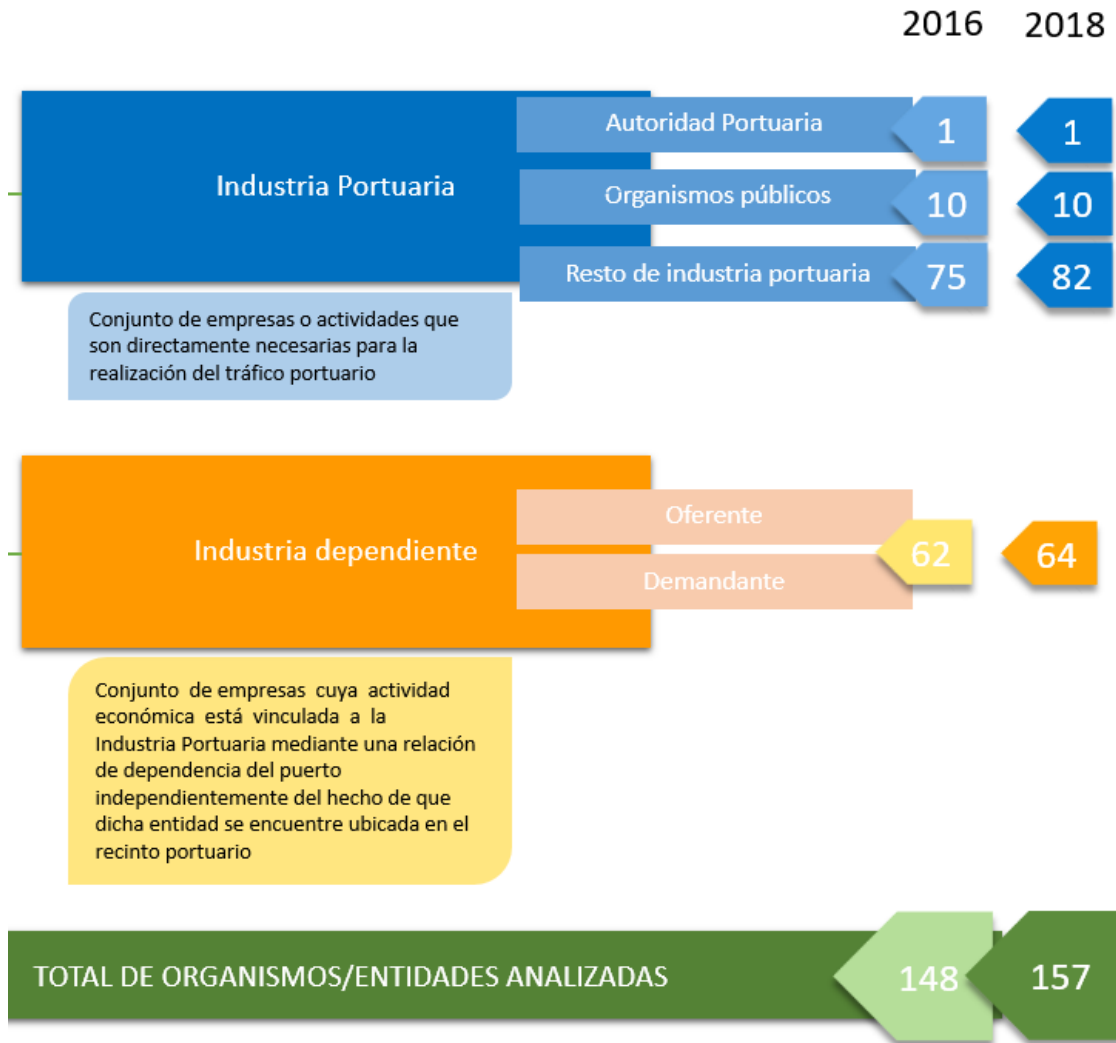 2016 2018
Industria Portuaria
Autoridad Portuaria 1 1
Organismos públicos 10 10
Resto de industria portuaria 75 82
Conjunto de empresas o actividades que
son directamente necesarias para la
realización del tráfico portuario
Industria dependiente
Oferente
Demandante
62 64
Conjunto de empresas cuya actividad
económica está vinculada a la
Industria Portuaria mediante una relación
de dependencia del puerto
independientemente del hecho de que
dicha entidad se encuentre ubicada en el
recinto portuario
TOTAL DE ORGANISMOS/ENTIDADES ANALIZADAS 148 157